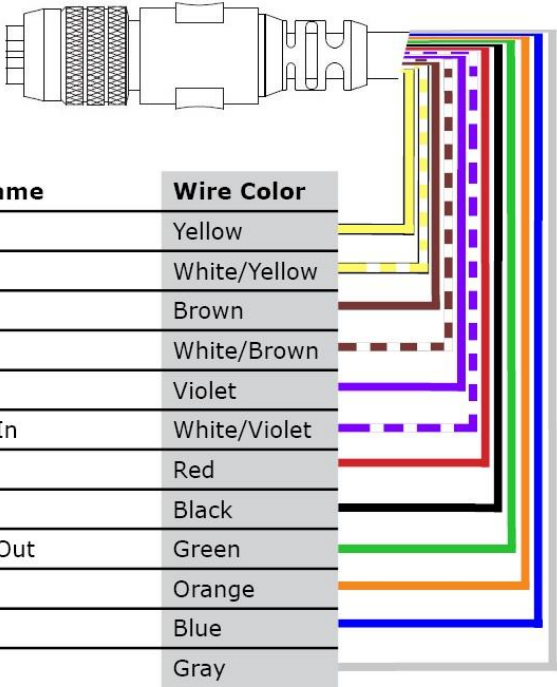 ame Wire Color
Yellow
White/Yellow
Brown
White/Brown
Violet
In White/Violet
Red
Black
Out Green
Orange
Blue
Gray